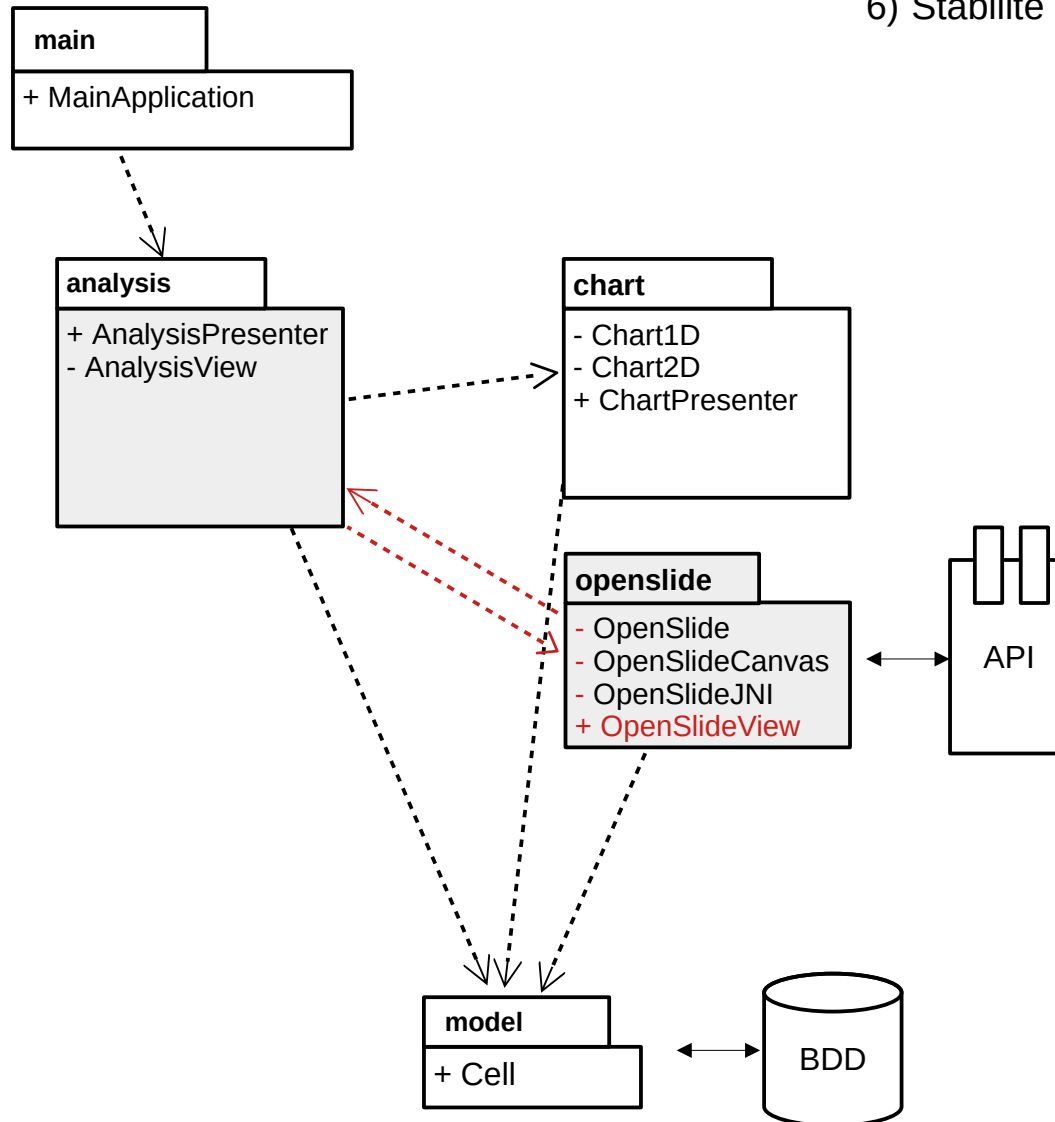 6) Stabilité
main
+ MainApplication
analysis
+ AnalysisPresenter
- AnalysisView
chart
- Chart1D
- Chart2D
+ ChartPresenter
openslide
- OpenSlide
- OpenSlideCanvas
- OpenSlideJNI
+ OpenSlideView
API
model
+ Cell
BDD